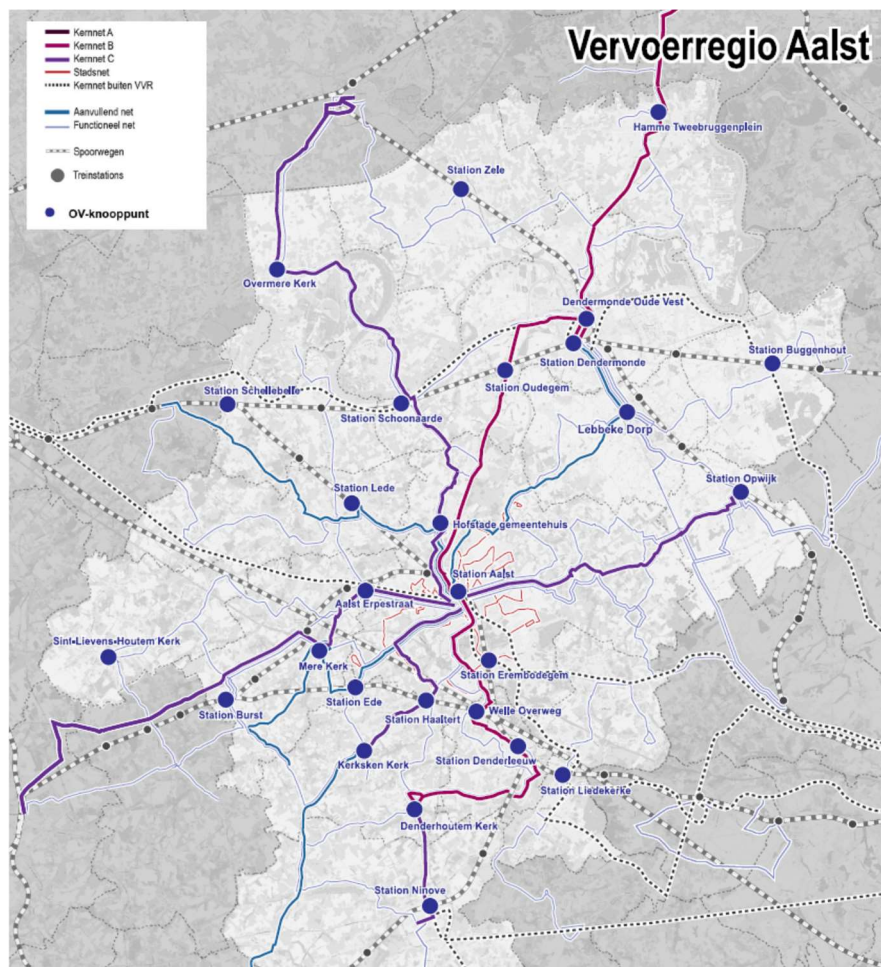 Vervoerregio Aalst
Kernnet A
Kernnet B
Kernnet C
Stadsnet
Kernnet buiten VVR
Aanvullend net
Functioneel net
Spoorwegen
Treinstations
OV-knooppunt
Hamme Tweebruggenplein
Station Zele
Overmere Kerk
Dendermonde Oude Vest
Station Dendermonde
Station Buggenhout
Station Oudegem
Station Schellebelle
Station Schoonaarde
Lebbeke Dorp
Station Lede
Station Opwijk
Hofstade gemeentehuis
Station Aalst
Aalst Erpestraat
Sint-Lievens-Houtem Kerk
Mere Kerk
Station Erembodegem
Station Burst
Station Ede
Station Haaltert
Welle Overweg
Kerksken Kerk
Station Denderleeuw
Station Liedekerke
Denderhoutem Kerk
Station Ninove